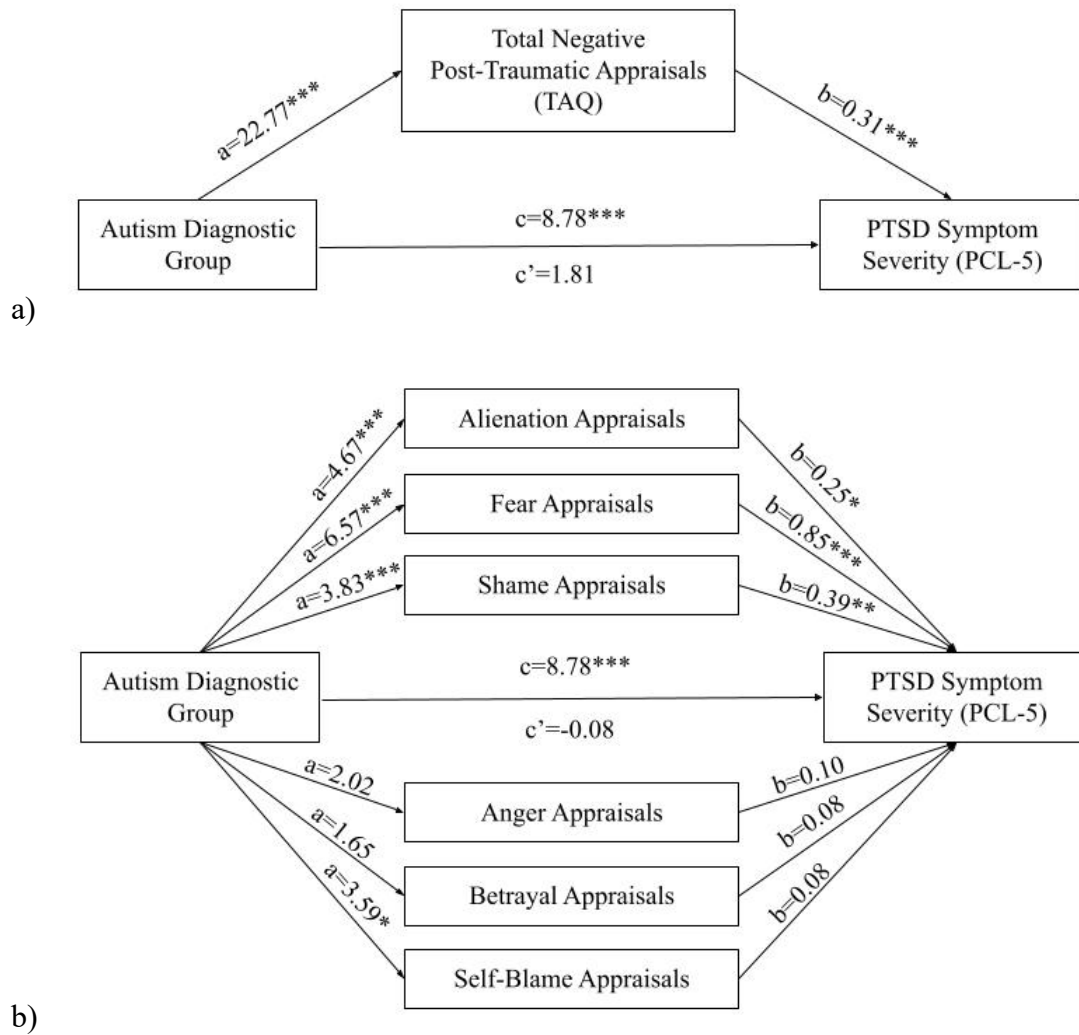 Total Negative
Post-Traumatic Appraisals
(TAQ)
a=22.77***
b=0.31***
Autism Diagnostic
Group
c=8.78***
c’=1.81
PTSD Symptom
Severity (PCL-5)
a)
Alienation Appraisals
a=4.67***
b=0.25*
Fear Appraisals
a=6.57***
b=0.85***
Shame Appraisals
a=3.83***
b=0.39**
Autism Diagnostic
Group
c=8.78***
c’=-0.08
PTSD Symptom
Severity (PCL-5)
a=2.02
Anger Appraisals
b=0.10
a=1.65
Betrayal Appraisals
b=0.08
a=3.59*
Self-Blame Appraisals
b=0.08
b)